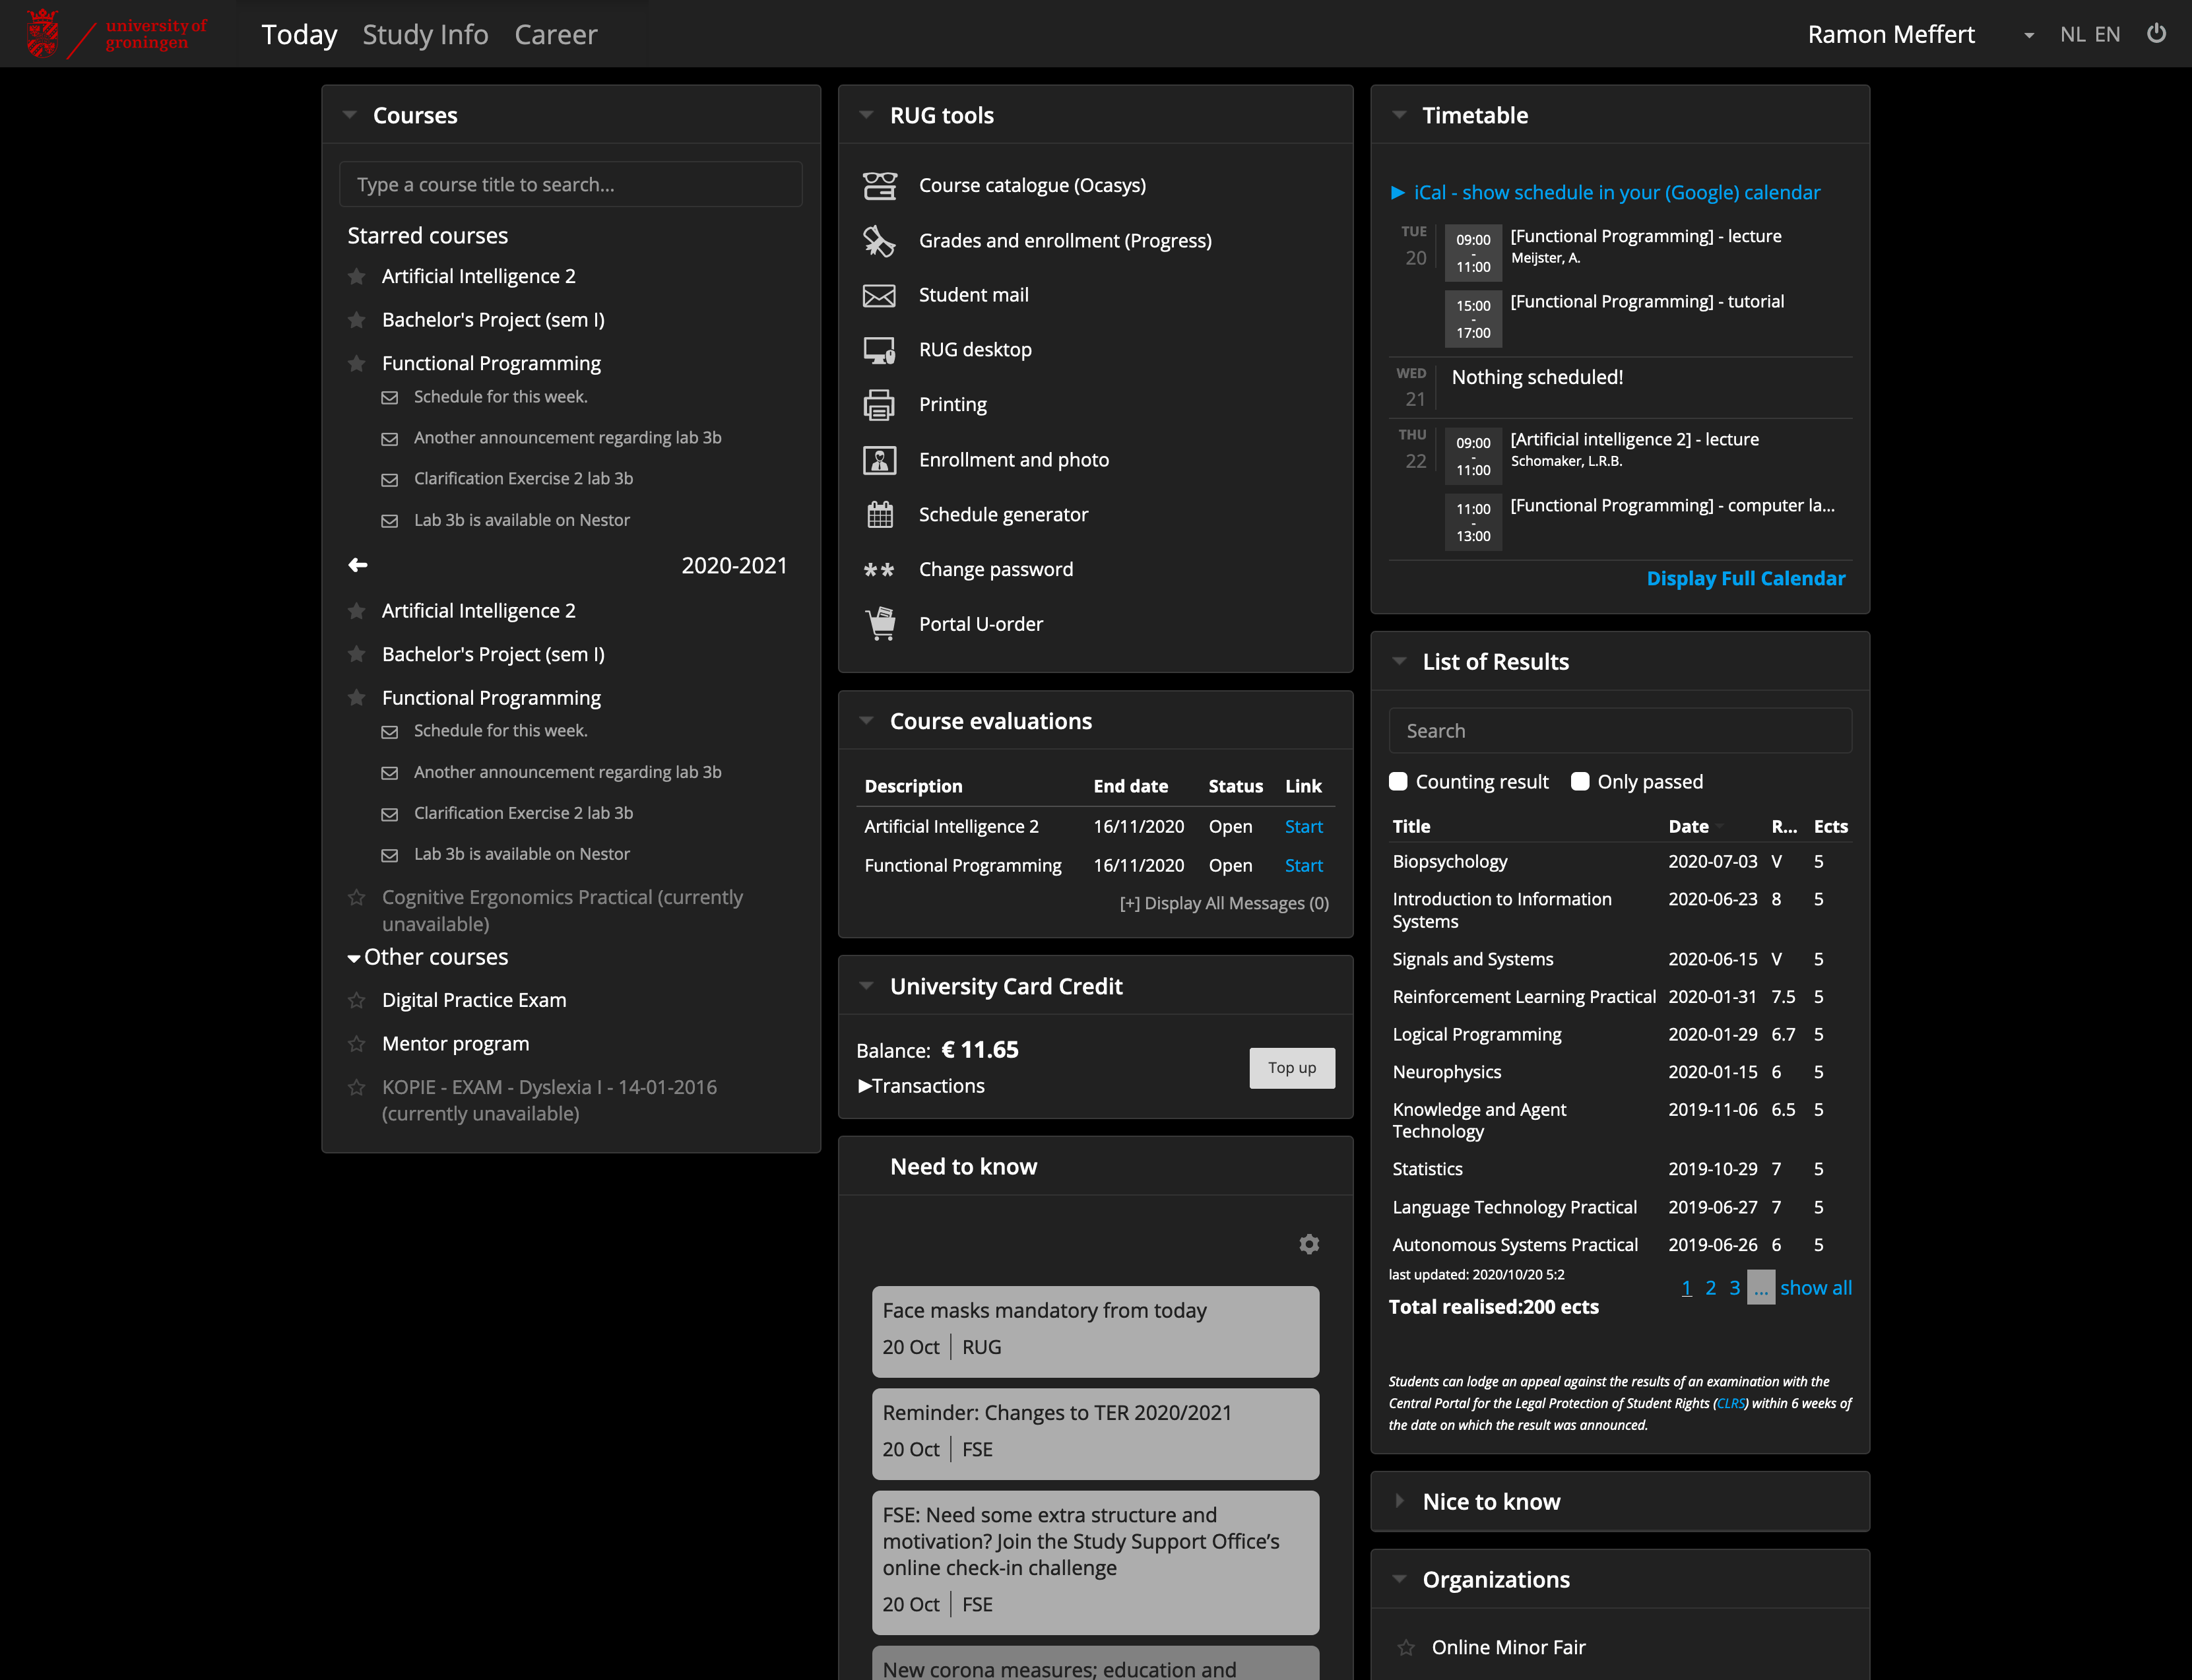 university of
groningen
Today
Study Info
Career
Ramon Meffert
NL EN
Courses
Type a course title to search...
Starred courses
Artificial Intelligence 2
Bachelor's Project (sem I)
Functional Programming
Schedule for this week.
Another announcement regarding lab 3b
Clarification Exercise 2 lab 3b
Lab 3b is available on Nestor
2020-2021
Artificial Intelligence 2
Bachelor's Project (sem I)
Functional Programming
Schedule for this week.
Another announcement regarding lab 3b
Clarification Exercise 2 lab 3b
Lab 3b is available on Nestor
Cognitive Ergonomics Practical (currently
unavailable)
Other courses
Digital Practice Exam
Mentor program
KOPIE - EXAM - Dyslexia I - 14-01-2016
(currently unavailable)
RUG tools
Course catalogue (Ocasys)
Grades and enrollment (Progress)
Student mail
RUG desktop
Printing
Enrollment and photo
Schedule generator
Change password
Portal U-order
Course evaluations
Description End date Status Link
Artificial Intelligence 2 16/11/2020 Open Start
Functional Programming 16/11/2020 Open Start
[+] Display All Messages (0)
University Card Credit
Balance: € 11.65
Top up
Transactions
Need to know
Face masks mandatory from today
20 Oct | RUG
Reminder: Changes to TER 2020/2021
20 Oct | FSE
FSE: Need some extra structure and
motivation? Join the Study Support Office’s
online check-in challenge
20 Oct | FSE
New corona measures; education and
Timetable
iCal - show schedule in your (Google) calendar
TUE
20
09:00
-
11:00
[Functional Programming] - lecture
Meijster, A.
15:00
-
17:00
[Functional Programming] - tutorial
WED
21
Nothing scheduled!
THU
22
09:00
-
11:00
[Artificial intelligence 2] - lecture
Schomaker, L.R.B.
11:00
-
13:00
[Functional Programming] - computer la...
Display Full Calendar
List of Results
Search
Counting result Only passed
Title Date R... Ects
Biopsychology 2020-07-03 V 5
Introduction to Information 2020-06-23 8 5
Systems
Signals and Systems 2020-06-15 V 5
Reinforcement Learning Practical 2020-01-31 7.5 5
Logical Programming 2020-01-29 6.7 5
Neurophysics 2020-01-15 6 5
Knowledge and Agent 2019-11-06 6.5 5
Technology
Statistics 2019-10-29 7 5
Language Technology Practical 2019-06-27 7 5
Autonomous Systems Practical 2019-06-26 6 5
last updated: 2020/10/20 5:2
1 2 3 ... show all
Total realised:200 ects
Students can lodge an appeal against the results of an examination with the
Central Portal for the Legal Protection of Student Rights (CLRS) within 6 weeks of
the date on which the result was announced.
Nice to know
Organizations
Online Minor Fair